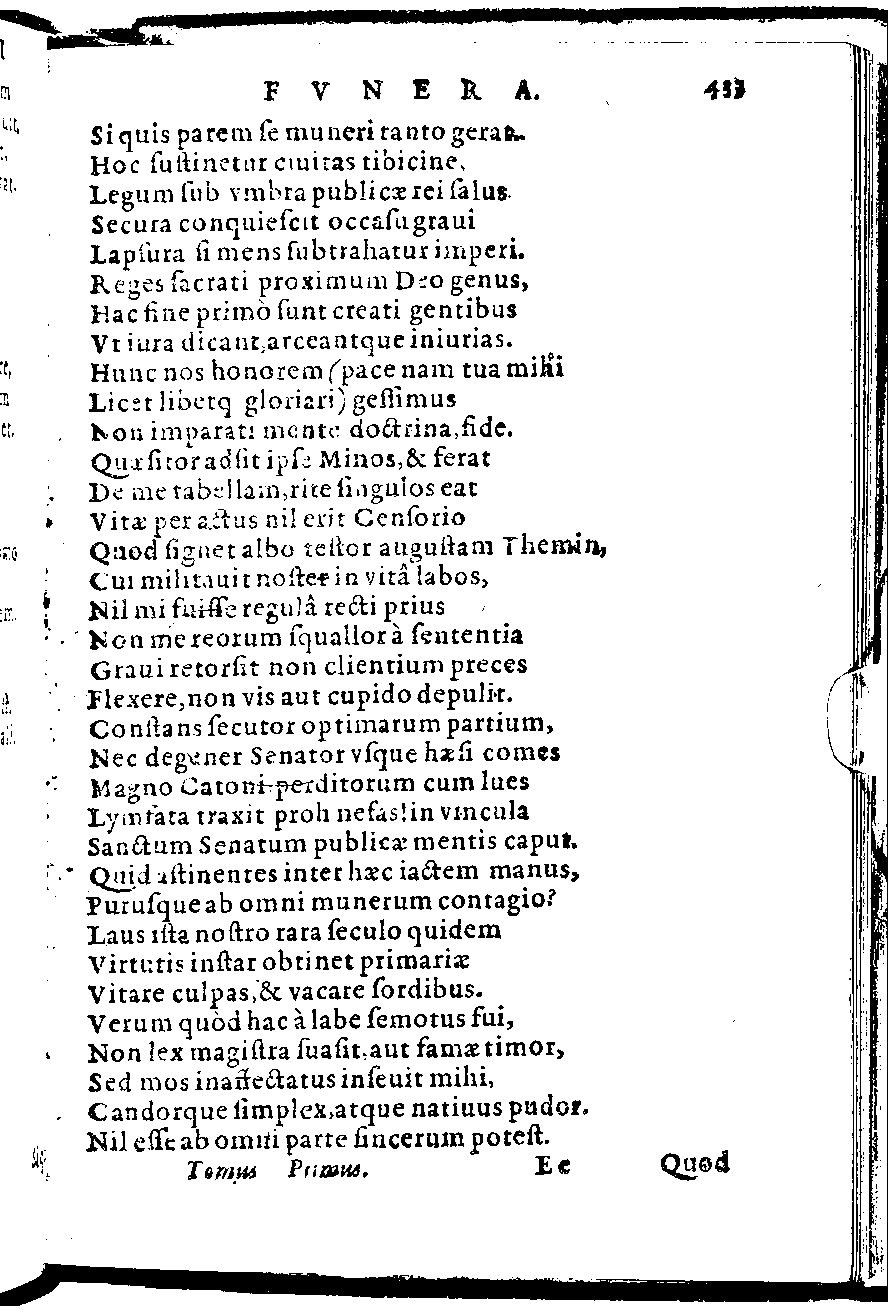 FVNERA. 433
Si quis parem se muneri tanto gerat.
Hoc sustinetur ciuitas tibicine,
Legum sub vmbra publicæ rei salus.
Secura conquiescit occasu graui
Lapsura si mens subtrahatur imperi.
Reges sacrati proximum Deo genus,
Hac fine primò sunt creati gentibus
Vt iura dicant, arceantque iniurias.
Hunc nos honorem (pace nam tua mihi
Licet libetq gloriari) gessimus
Non imparati mente doctrina, fide.
Quæsitor adsit ipse Minos, & ferat
De me tabellam, rite singulos eat
Vitæ per actus nil erit Censorio
Quod signet albo testor augustam Themin,
Cui militauit noster in vitâ labos,
Nil mi fuisse regulâ recti prius
Non me reorum squallor à sententia
Graui retorsit non clientium preces
Flexere, non vis aut cupido depulit.
Constans secutor optimarum partium,
Nec degener Senator vsque hæsi comes
Magno Catoni perditorum cum lues
Lymfata traxit proh nefas! in vincula
Sanctum Senatum publicæ mentis caput.
Quid astinentes inter hæc iactem manus,
Purusque ab omni munerum contagio?
Laus ista nostro rara seculo quidem
Virtutis instar obtinet primariæ
Vitare culpas, & vacare sordibus.
Verum quòd hac à labe semotus fui,
Non lex magistra suasit, aut famæ timor,
Sed mos inaffectatus inseuit mihi,
Candorque simplex, atque natiuus pudor.
Nil esse ab omni parte sincerum potest.
Tomus Primus. Ee Quod